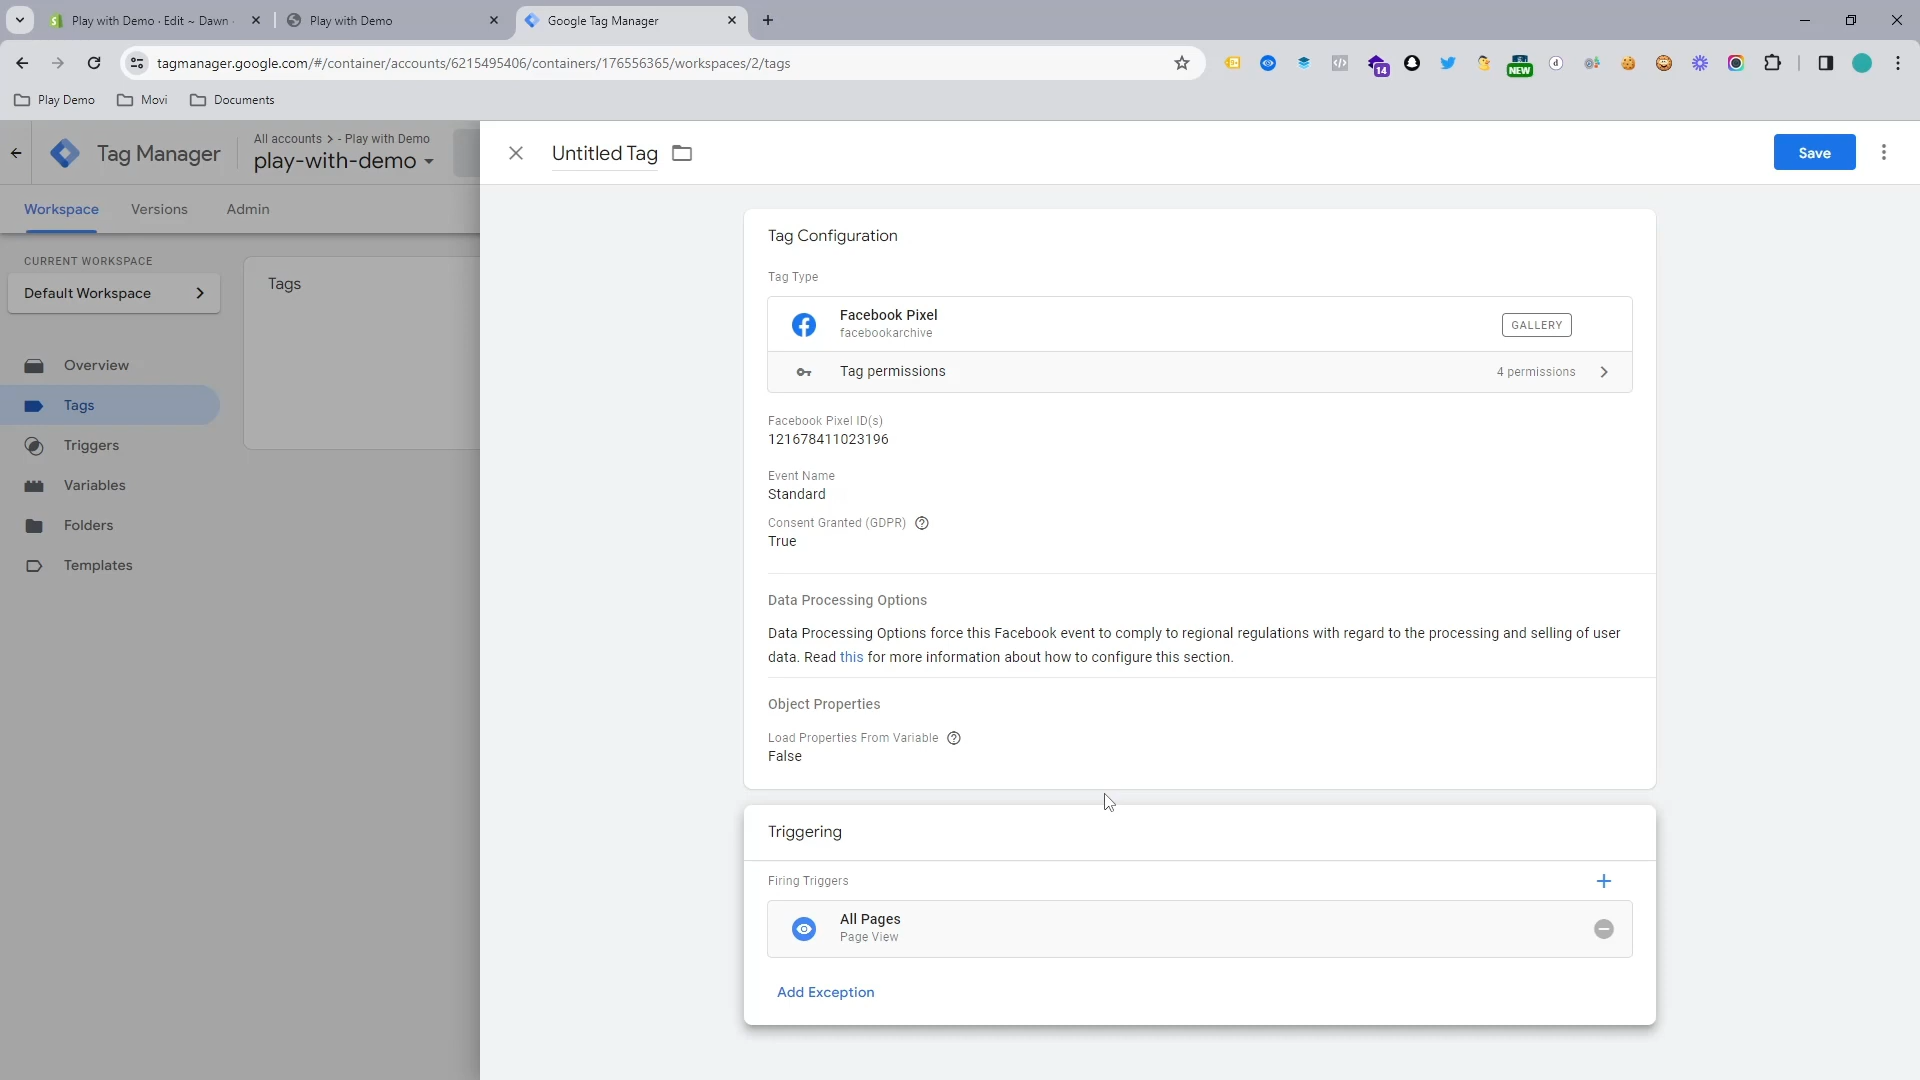 Play with Demo · Edit ~ Dawn
Play with Demo
Google Tag Manager
tagmanager.google.com/#/container/accounts/6215495406/containers/176556365/workspaces/2/tags
14
NEW
Play Demo
Movi
Documents
Tag Manager
All accounts > - Play with Demo
play-with-demo
Untitled Tag
Save
Workspace
Versions
Admin
CURRENT WORKSPACE
Default Workspace
Overview
Tags
Triggers
Variables
Folders
Templates
Tags
Tag Configuration
Tag Type
Facebook Pixel
facebookarchive
GALLERY
Tag permissions
4 permissions
Facebook Pixel ID(s)
121678411023196
Event Name
Standard
Consent Granted (GDPR)
True
Data Processing Options
Data Processing Options force this Facebook event to comply to regional regulations with regard to the processing and selling of user
data. Read this for more information about how to configure this section.
Object Properties
Load Properties From Variable
False
Triggering
Firing Triggers
All Pages
Page View
Add Exception